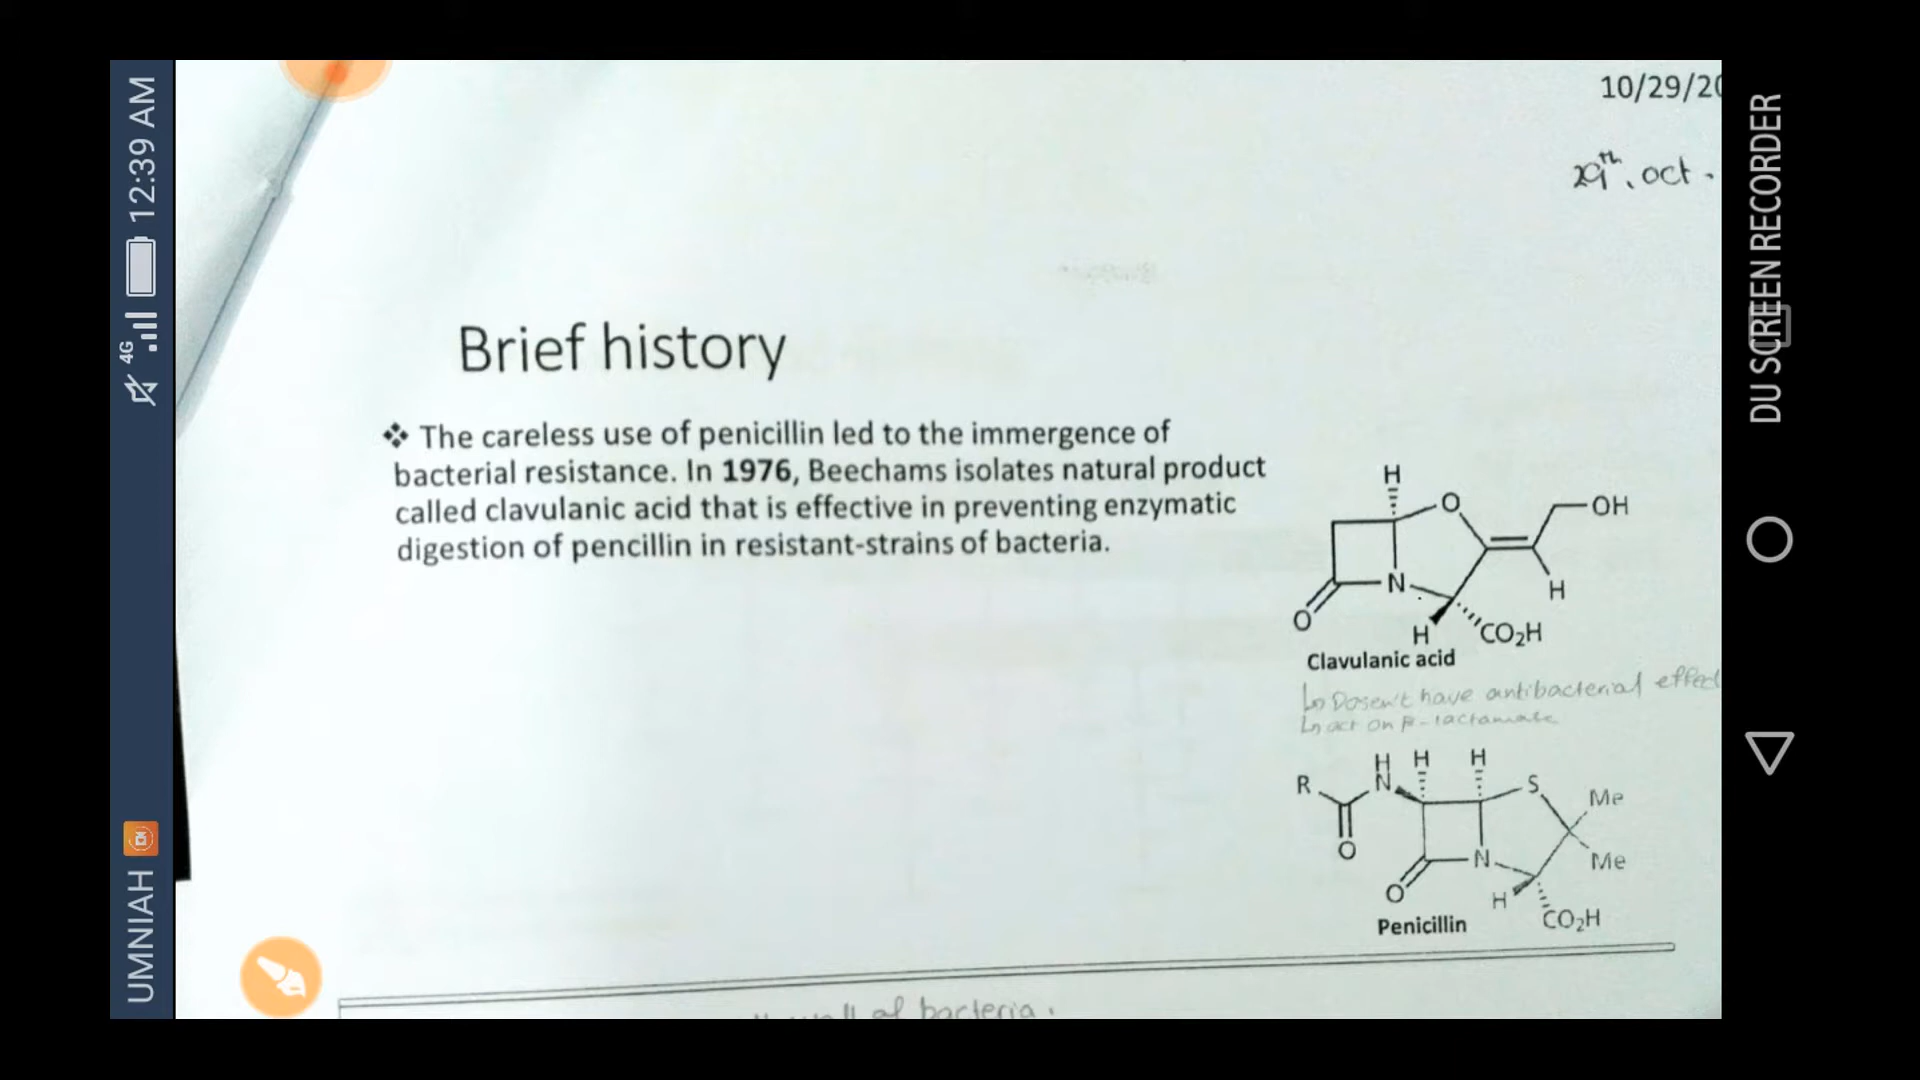 12:39 AM
4G
UMNIAH
DU SCREEN RECORDER
10/29/20
29th. oct.
Brief history
❖ The careless use of penicillin led to the immergence of
bacterial resistance. In 1976, Beechams isolates natural product
called clavulanic acid that is effective in preventing enzymatic
digestion of pencillin in resistant-strains of bacteria.
H
O
OH
N
H
O
H
CO₂H
Clavulanic acid
↳ Dosen't have antibacterial effect
↳ act on β-lactamase
H H H
R N S
Me
O
N Me
O H
CO₂H
Penicillin
of bacteria.